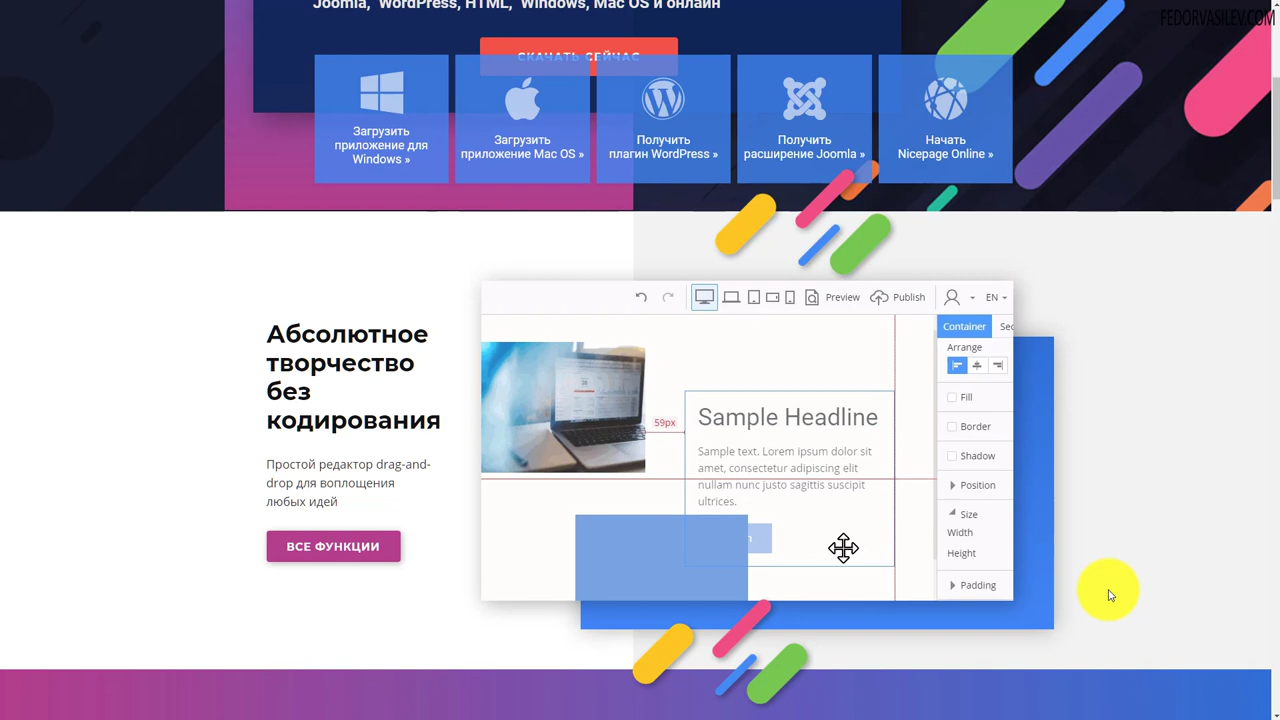 Joomla, WordPress, HTML, Windows, Mac OS и онлайн
FEDORVASILEV.COM
СКАЧАТЬ СЕЙЧАС
Загрузить
приложение для
Windows »
Загрузить
приложение Mac OS »
Получить
плагин WordPress »
Получить
расширение Joomla »
Начать
Nicepage Online »
Абсолютное
творчество
без
кодирования
Простой редактор drag-and-
drop для воплощения
любых идей
ВСЕ ФУНКЦИИ
Preview
Publish
EN
Container
Sec
Arrange
Fill
Border
Shadow
Position
Size
Width
Height
Padding
59px
Sample Headline
Sample text. Lorem ipsum dolor sit
amet, consectetur adipiscing elit
nullam nunc justo sagittis suscipit
ultrices.